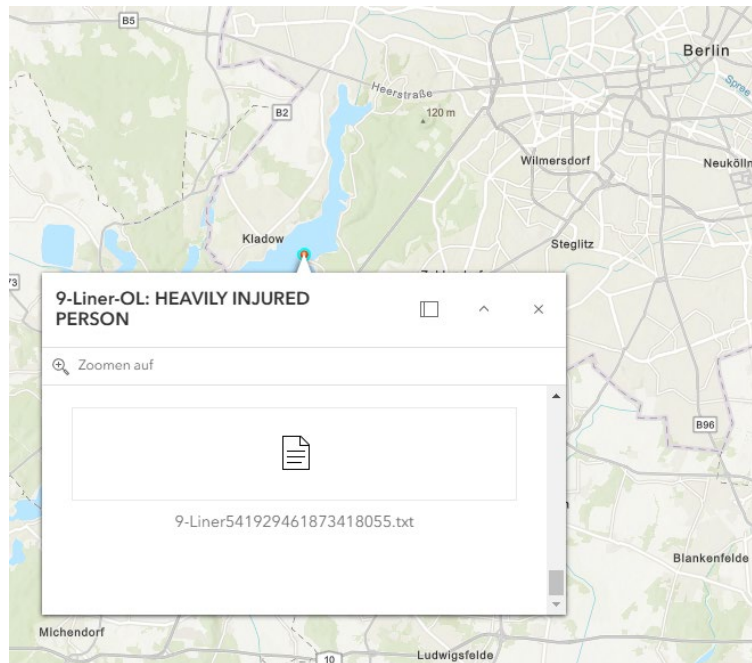 B5
Berlin
Heerstraße
Spree
120 m
B2
Wilmersdorf
Neukölln
Kladow
Steglitz
73
9-Liner-OL: HEAVILY INJURED
PERSON
Zoomen auf
B96
9-Liner541929461873418055.txt
Blankenfelde
Michendorf
10
Ludwigsfelde